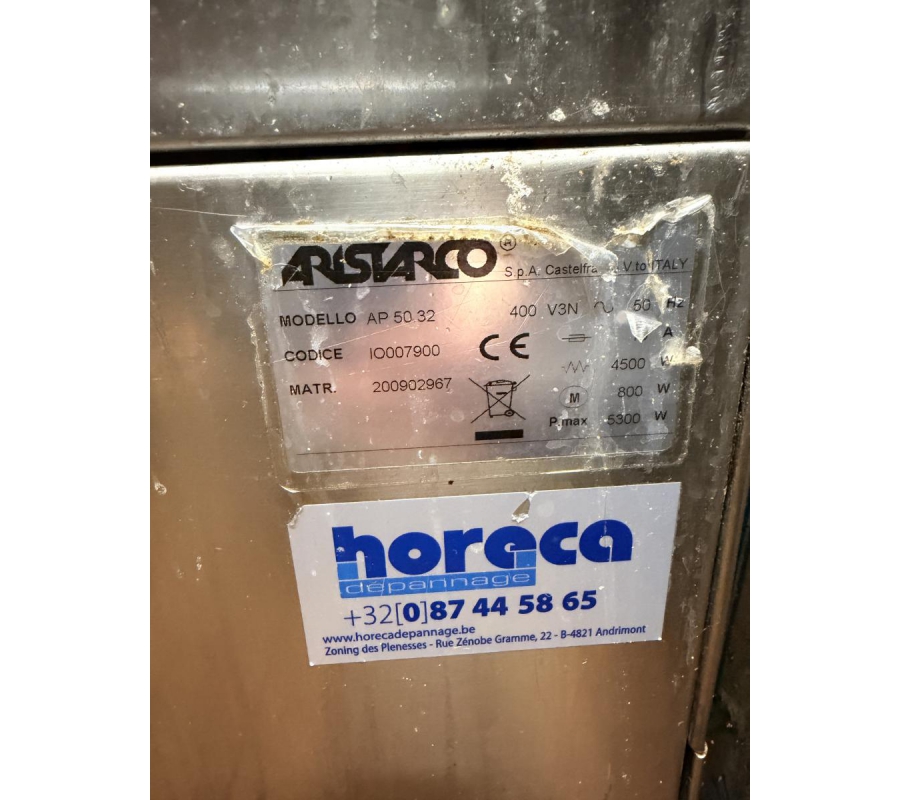 ARISTARCO ®
S.p.A. Castelfra V.to ITALY
MODELLO AP 50.32
400 V3N 50 Hz
A
CODICE IO007900
CE
4500 W
MATR. 200902967
M 800 W
P.max 5300 W
horeca
dépannage
+32[0]87 44 58 65
www.horecadepannage.be
Zoning des Plenesses - Rue Zénobe Gramme, 22 - B-4821 Andrimont